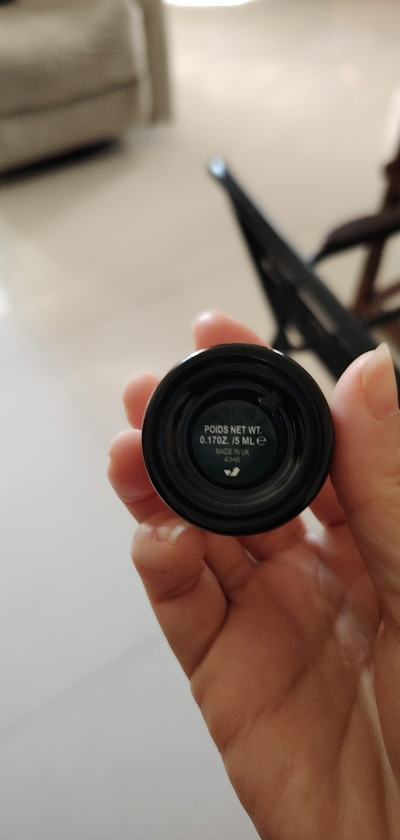 POIDS NET WT.
0.17OZ. /5 ML ℮
MADE IN UK